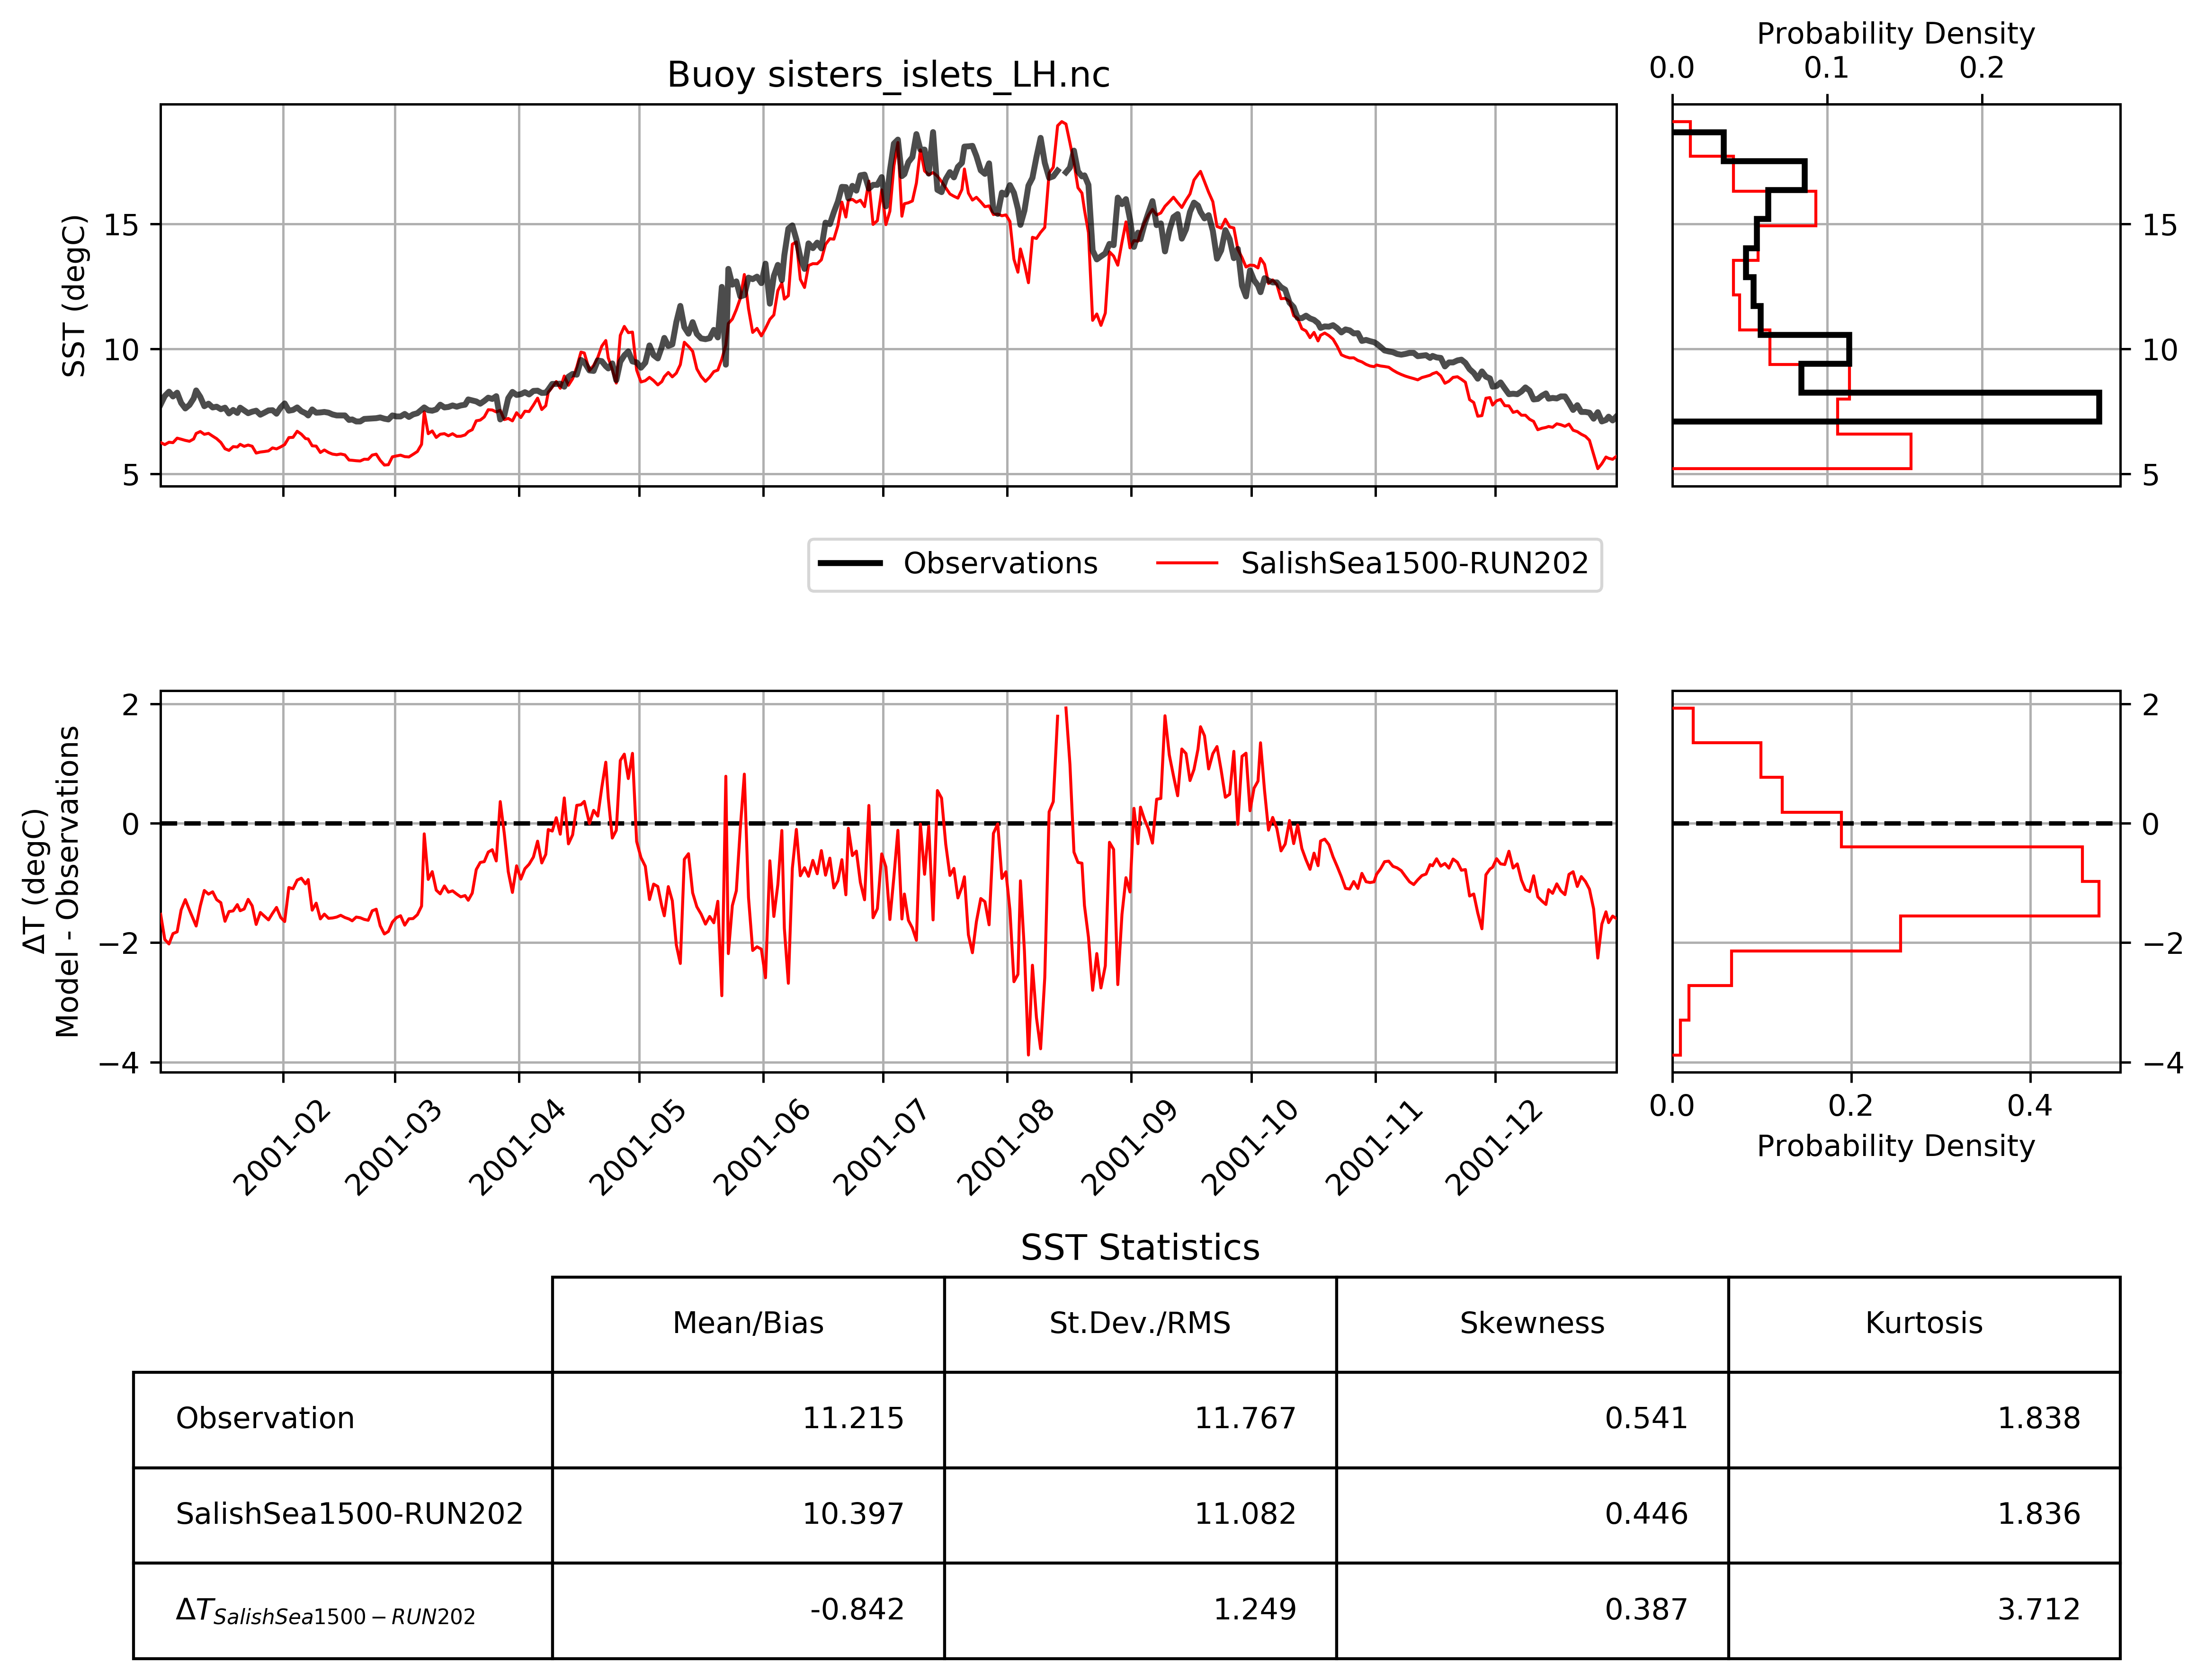 Probability Density
0.0 0.1 0.2
Buoy sisters_islets_LH.nc
SST (degC)
15
10
5
15
10
5
Observations SalishSea1500-RUN202
ΔT (degC)
Model - Observations
2
0
−2
−4
2
0
−2
−4
2001-02 2001-03 2001-04 2001-05 2001-06 2001-07 2001-08 2001-09 2001-10 2001-11 2001-12
0.0 0.2 0.4
Probability Density
SST Statistics
Mean/Bias St.Dev./RMS Skewness Kurtosis
Observation 11.215 11.767 0.541 1.838
SalishSea1500-RUN202 10.397 11.082 0.446 1.836
ΔT SalishSea1500−RUN202 -0.842 1.249 0.387 3.712